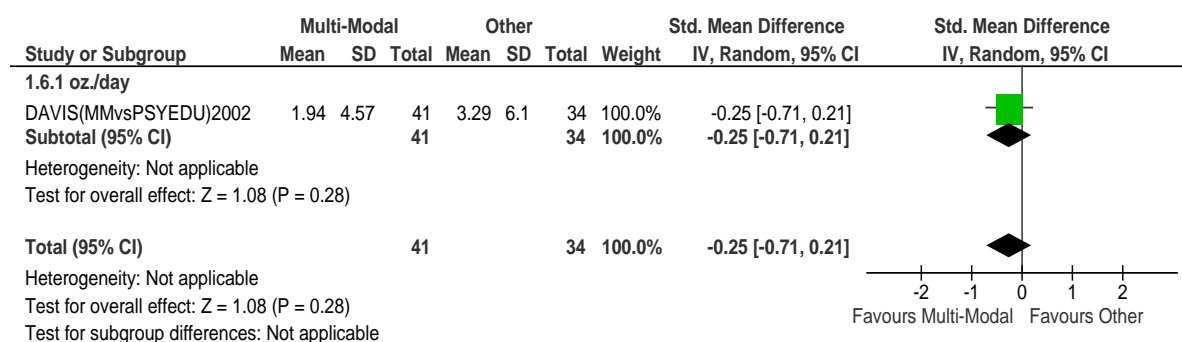 Multi-Modal Other Std. Mean Difference Std. Mean Difference
Study or Subgroup Mean SD Total Mean SD Total Weight IV, Random, 95% CI IV, Random, 95% CI
1.6.1 oz./day
DAVIS(MMvsPSYEDU)2002 1.94 4.57 41 3.29 6.1 34 100.0% -0.25 [-0.71, 0.21]
Subtotal (95% CI) 41 34 100.0% -0.25 [-0.71, 0.21]
Heterogeneity: Not applicable
Test for overall effect: Z = 1.08 (P = 0.28)
Total (95% CI) 41 34 100.0% -0.25 [-0.71, 0.21]
Heterogeneity: Not applicable
Test for overall effect: Z = 1.08 (P = 0.28)
Test for subgroup differences: Not applicable
-2 -1 0 1 2
Favours Multi-Modal Favours Other